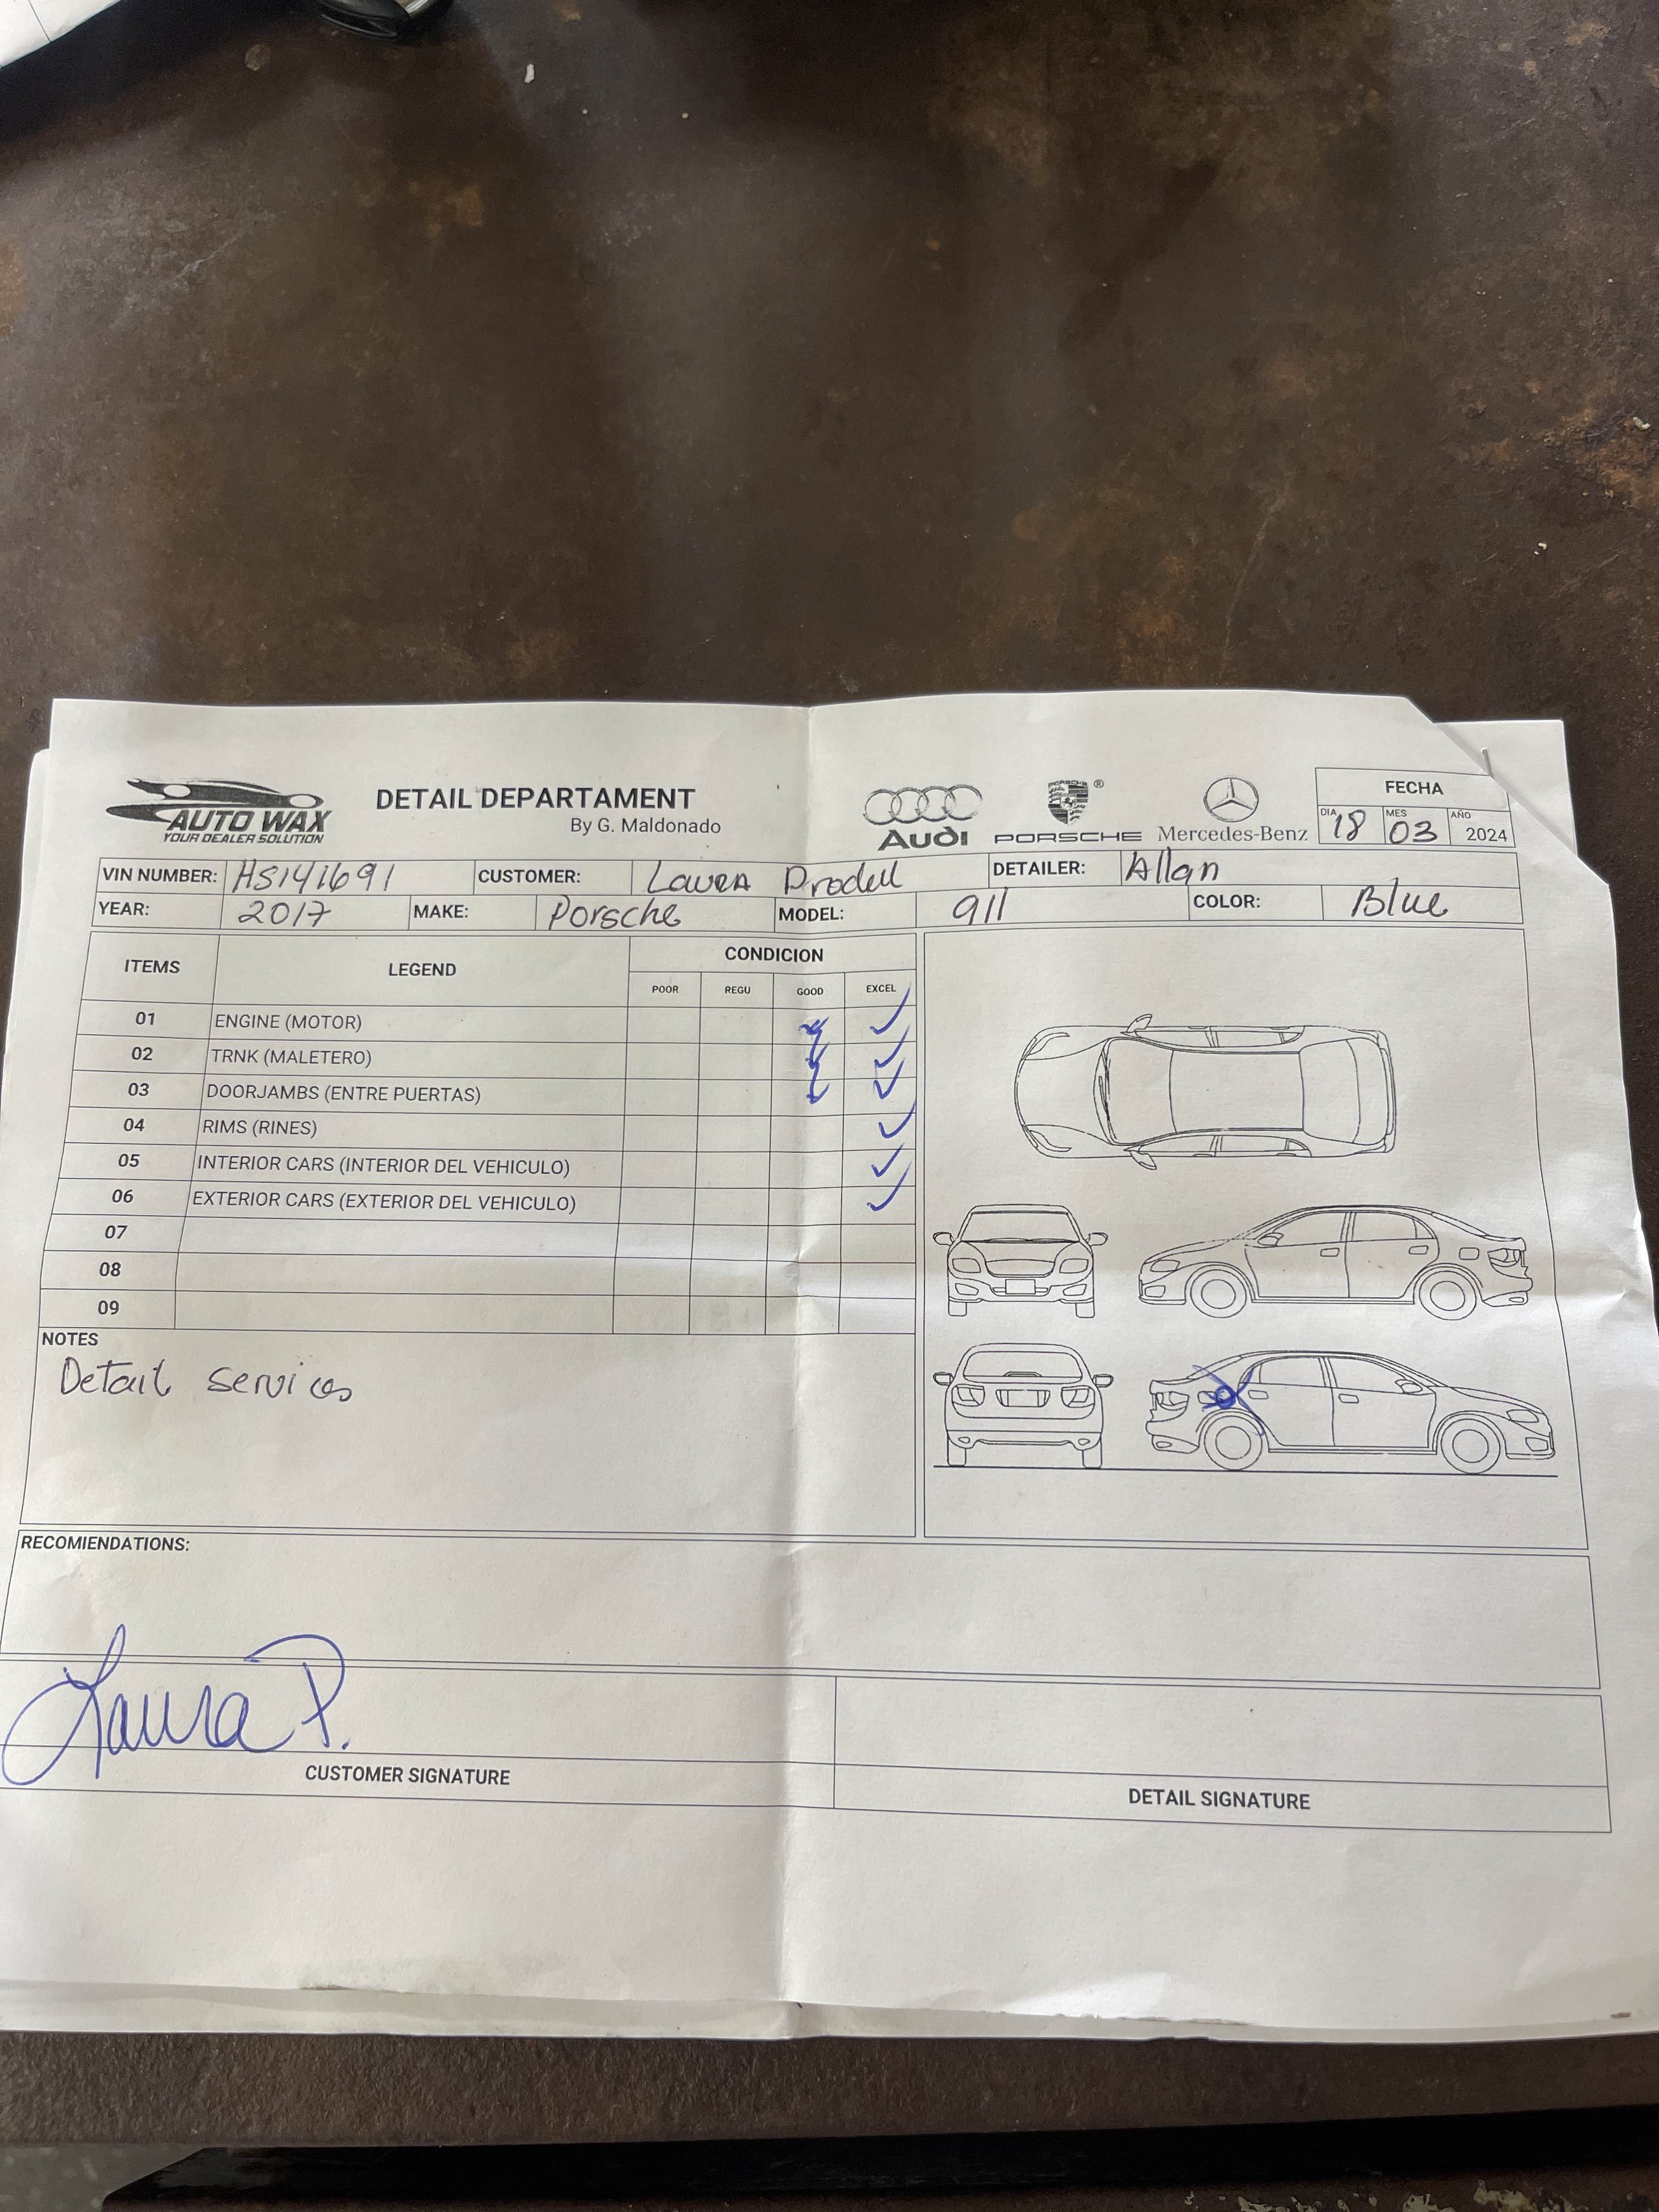 AUTO WAX
YOUR DEALER SOLUTION
DETAIL DEPARTAMENT
By G. Maldonado
Audi
PORSCHE
PORSCHE ®
Mercedes-Benz
FECHA
DIA 18 MES 03 AÑO 2024
VIN NUMBER: HS141691 CUSTOMER: Laura Prodell DETAILER: Allan
YEAR: 2017 MAKE: Porsche MODEL: 911 COLOR: Blue
ITEMS LEGEND CONDICION
POOR REGU GOOD EXCEL
01 ENGINE (MOTOR) ✓
02 TRNK (MALETERO) ✓
03 DOORJAMBS (ENTRE PUERTAS) ✓
04 RIMS (RINES) ✓
05 INTERIOR CARS (INTERIOR DEL VEHICULO) ✓
06 EXTERIOR CARS (EXTERIOR DEL VEHICULO) ✓
07
08
09
NOTES
Detail services
RECOMIENDATIONS:
Laura P.
CUSTOMER SIGNATURE
DETAIL SIGNATURE